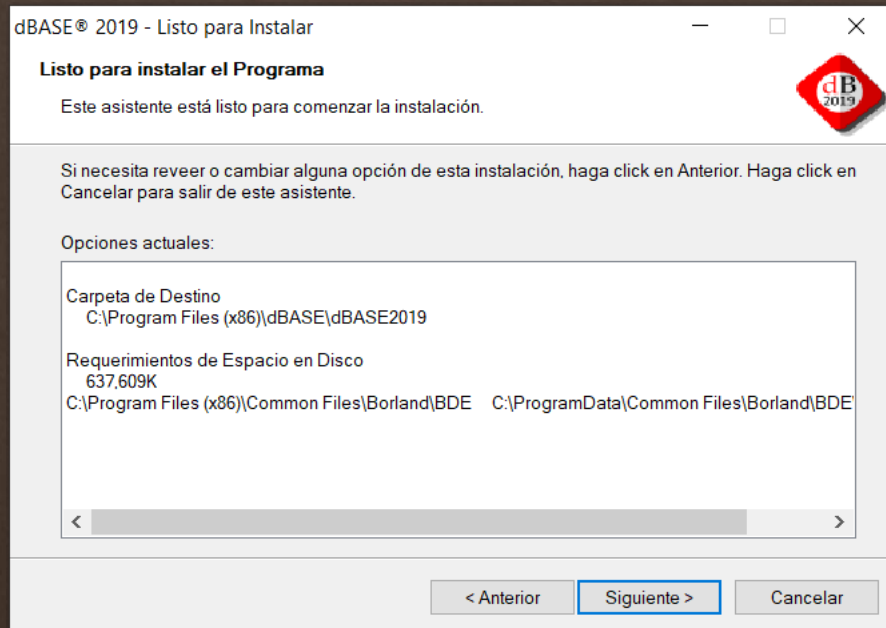 dBASE® 2019 - Listo para Instalar
Listo para instalar el Programa
Este asistente está listo para comenzar la instalación.
dB
2019
Si necesita reveer o cambiar alguna opción de esta instalación, haga click en Anterior. Haga click en
Cancelar para salir de este asistente.
Opciones actuales:
Carpeta de Destino
C:\Program Files (x86)\dBASE\dBASE2019
Requerimientos de Espacio en Disco
637,609K
C:\Program Files (x86)\Common Files\Borland\BDE C:\ProgramData\Common Files\Borland\BDE
< Anterior
Siguiente >
Cancelar